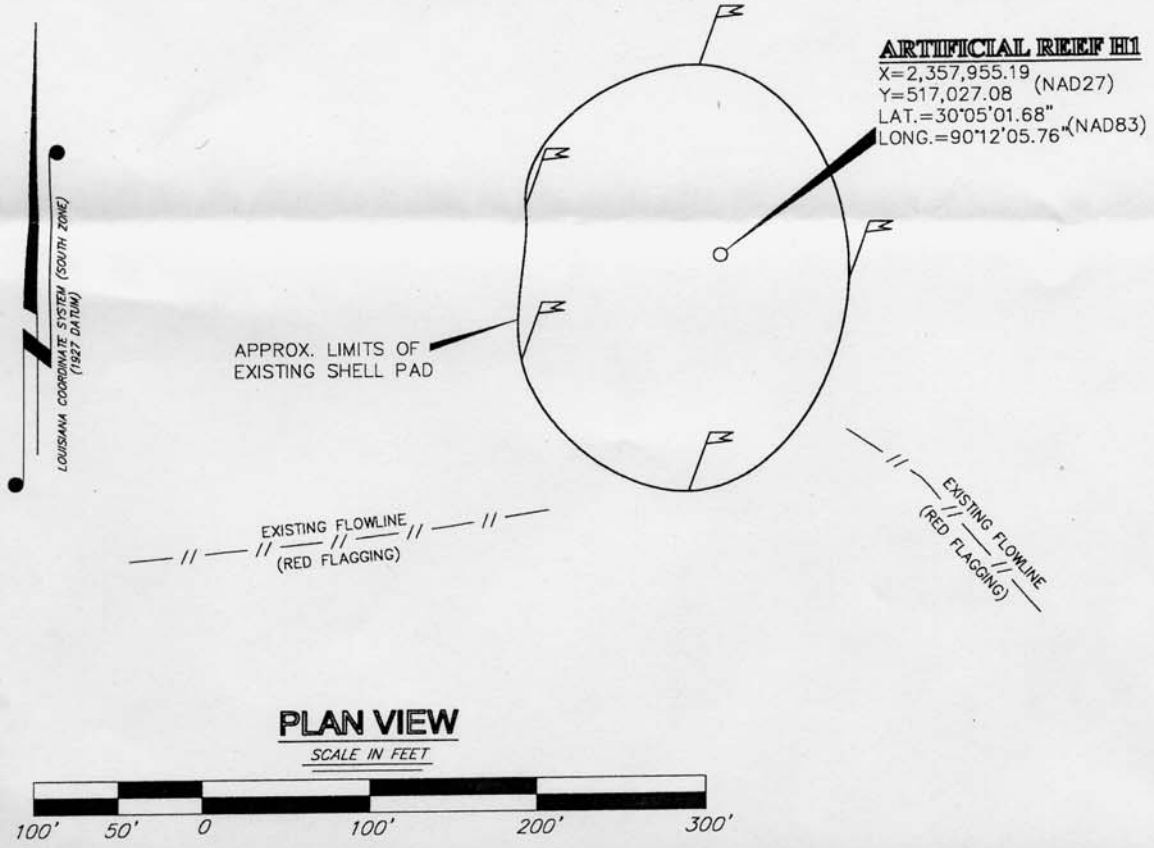 ARTIFICIAL REEF H1
X=2,357,955.19
Y=517,027.08 (NAD27)
LAT.=30°05'01.68"
LONG.=90°12'05.76" (NAD83)
LOUISIANA COORDINATE SYSTEM (SOUTH ZONE)
(1927 DATUM)
APPROX. LIMITS OF
EXISTING SHELL PAD
EXISTING FLOWLINE
(RED FLAGGING)
EXISTING FLOWLINE
(RED FLAGGING)
PLAN VIEW
SCALE IN FEET
100' 50' 0 100' 200' 300'